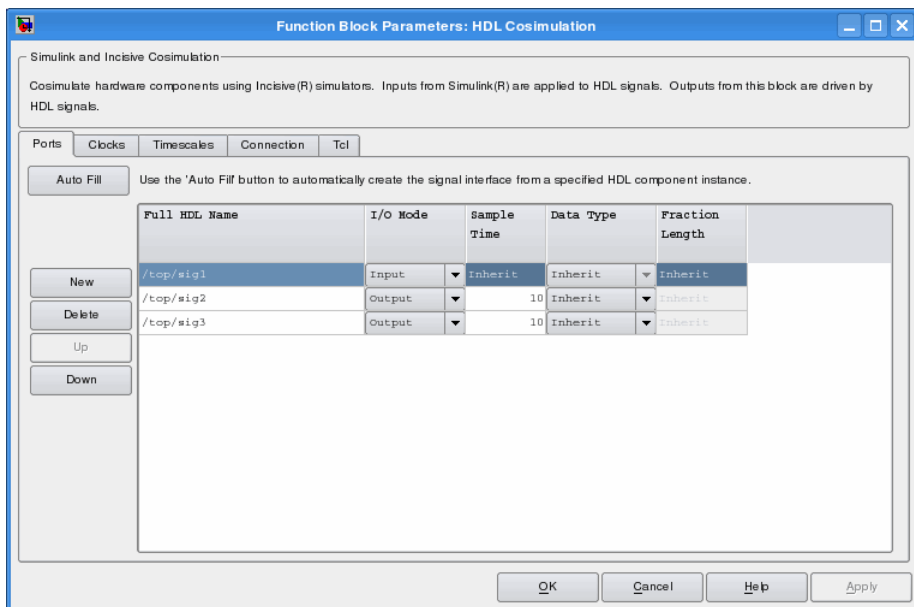 Function Block Parameters: HDL Cosimulation
Simulink and Incisive Cosimulation
Cosimulate hardware components using Incisive(R) simulators. Inputs from Simulink(R) are applied to HDL signals. Outputs from this block are driven by
HDL signals.
Ports Clocks Timescales Connection Tcl
Auto Fill Use the 'Auto Fill' button to automatically create the signal interface from a specified HDL component instance.
Full HDL Name I/O Mode Sample Time Data Type Fraction Length
/top/sig1 Input Inherit Inherit Inherit
/top/sig2 Output 10 Inherit Inherit
/top/sig3 Output 10 Inherit Inherit
New
Delete
Up
Down
OK Cancel Help Apply